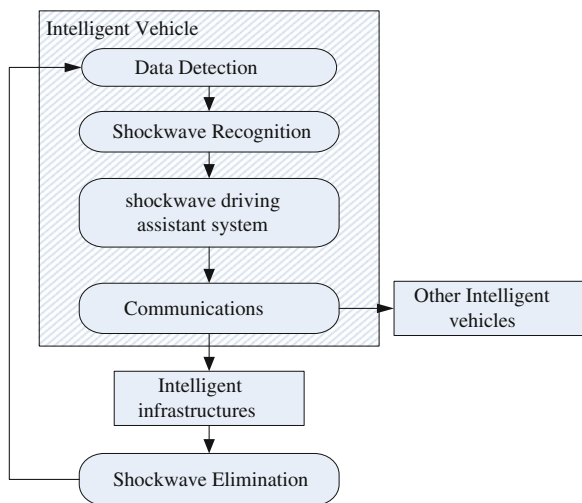 Intelligent Vehicle
Data Detection
Shockwave Recognition
shockwave driving
assistant system
Communications
Other Intelligent
vehicles
Intelligent
infrastructures
Shockwave Elimination